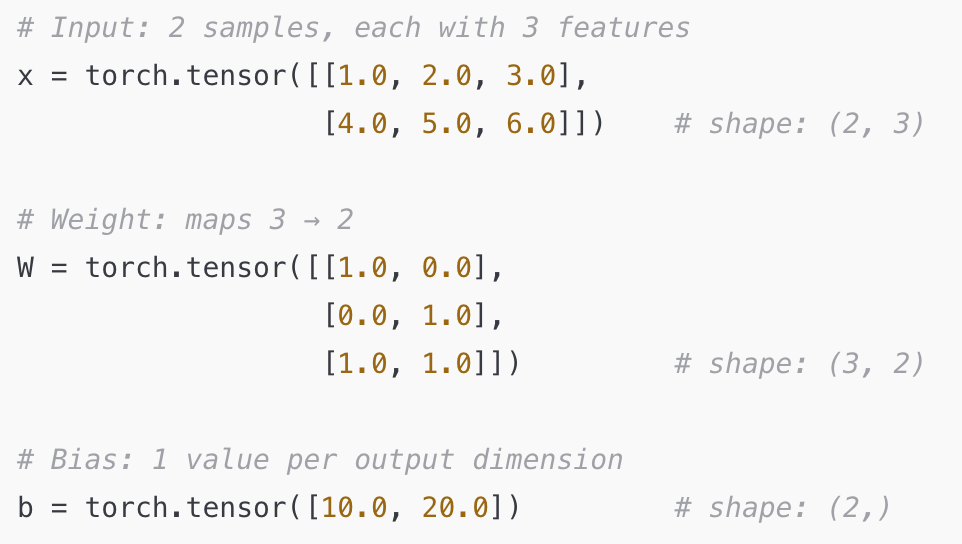 # Input: 2 samples, each with 3 features
x = torch.tensor([[1.0, 2.0, 3.0],
                  [4.0, 5.0, 6.0]])    # shape: (2, 3)

# Weight: maps 3 → 2
W = torch.tensor([[1.0, 0.0],
                  [0.0, 1.0],
                  [1.0, 1.0]])         # shape: (3, 2)

# Bias: 1 value per output dimension
b = torch.tensor([10.0, 20.0])         # shape: (2,)